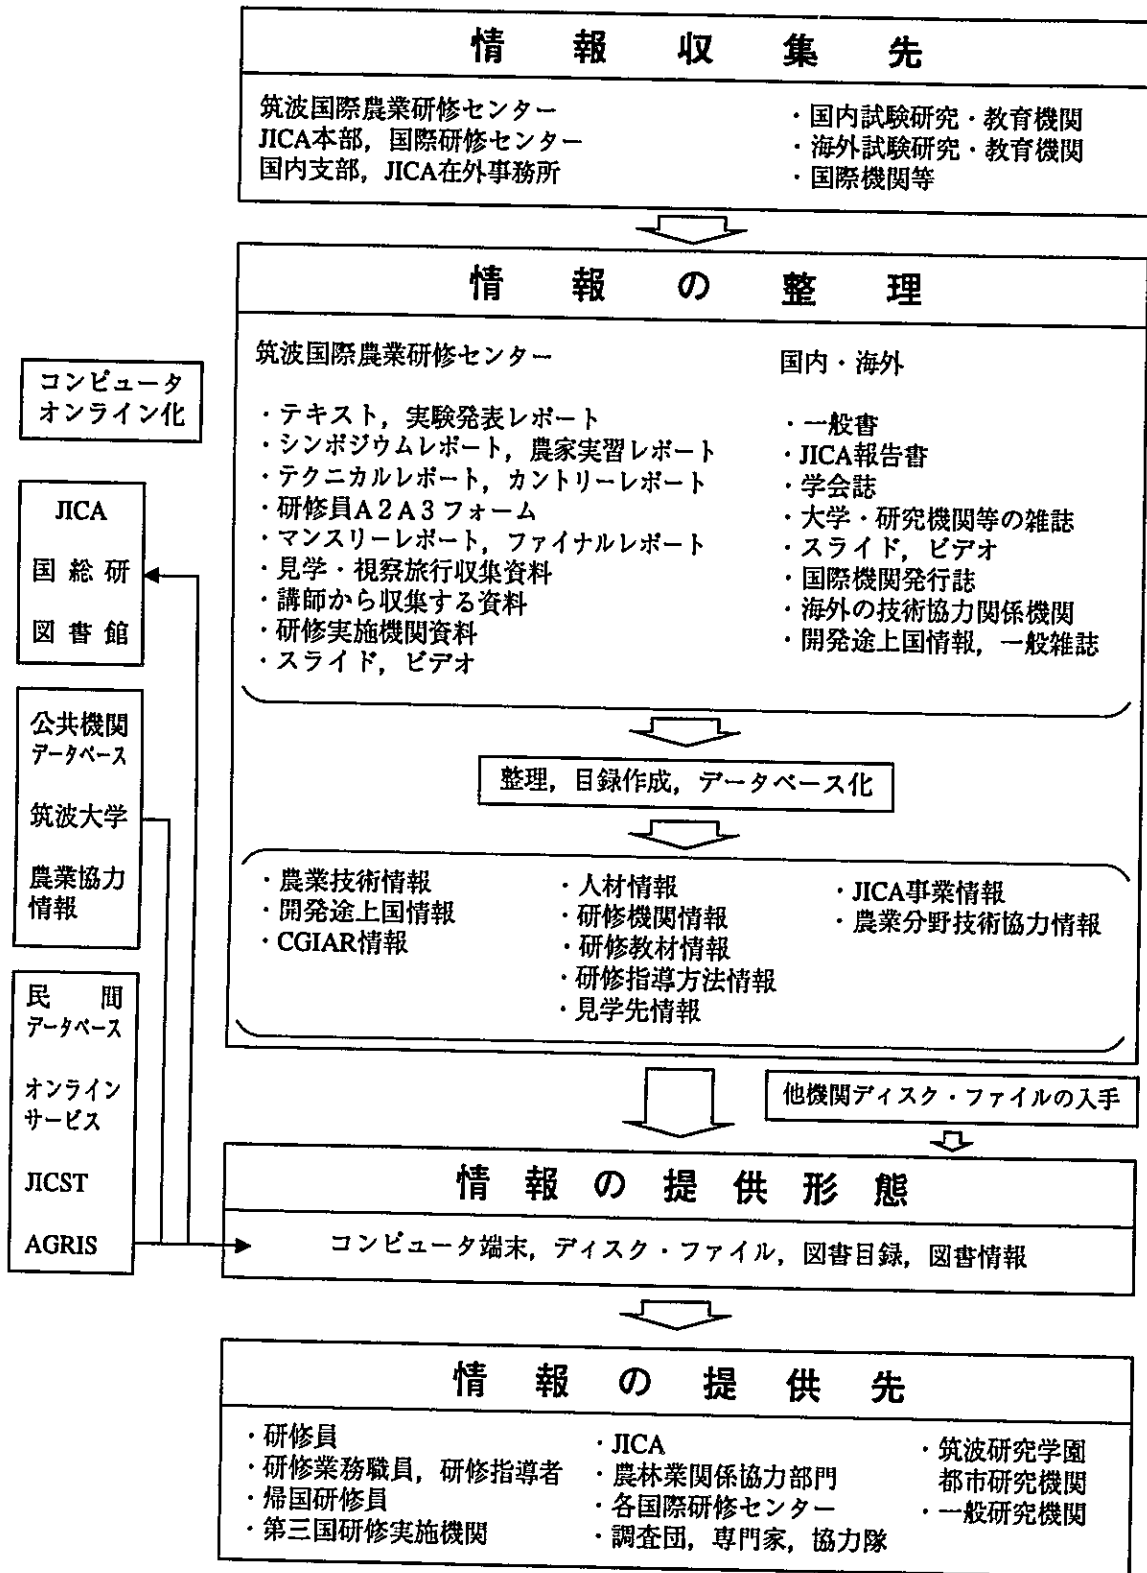 情報収集先
筑波国際農業研修センター
JICA本部，国際研修センター
国内支部，JICA在外事務所
・国内試験研究・教育機関
・海外試験研究・教育機関
・国際機関等
情報の整理
筑波国際農業研修センター
・テキスト，実験発表レポート
・シンポジウムレポート，農家実習レポート
・テクニカルレポート，カントリーレポート
・研修員A2A3フォーム
・マンスリーレポート，ファイナルレポート
・見学・視察旅行収集資料
・講師から収集する資料
・研修実施機関資料
・スライド，ビデオ
国内・海外
・一般書
・JICA報告書
・学会誌
・大学・研究機関等の雑誌
・スライド，ビデオ
・国際機関発行誌
・海外の技術協力関係機関
・開発途上国情報，一般雑誌
整理，目録作成，データベース化
・農業技術情報
・開発途上国情報
・CGIAR情報
・人材情報
・研修機関情報
・研修教材情報
・研修指導方法情報
・見学先情報
・JICA事業情報
・農業分野技術協力情報
コンピュータ
オンライン化
JICA
国総研
図書館
公共機関
データベース
筑波大学
農業協力
情報
民間
データベース
オンライン
サービス
JICST
AGRIS
他機関ディスク・ファイルの入手
情報の提供形態
コンピュータ端末，ディスク・ファイル，図書目録，図書情報
情報の提供先
・研修員
・研修業務職員，研修指導者
・帰国研修員
・第三国研修実施機関
・JICA
・農林業関係協力部門
・各国際研修センター
・調査団，専門家，協力隊
・筑波研究学園
都市研究機関
・一般研究機関